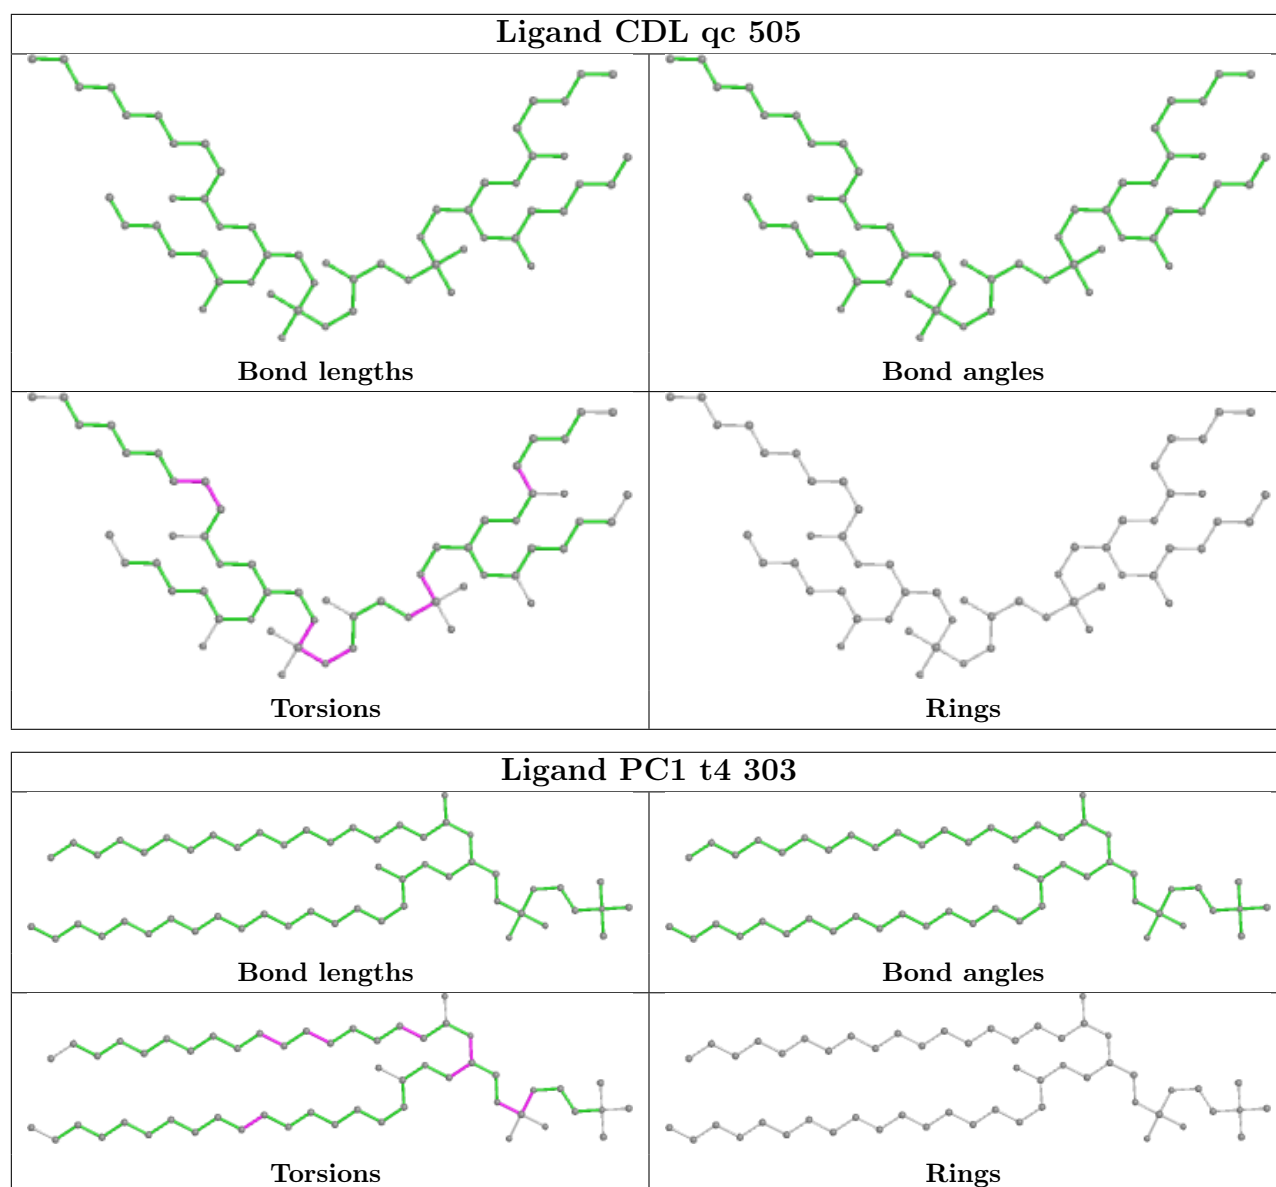 Ligand CDL qc 505
Bond lengths
Bond angles
Torsions
Rings
Ligand PC1 t4 303
Bond lengths
Bond angles
Torsions
Rings